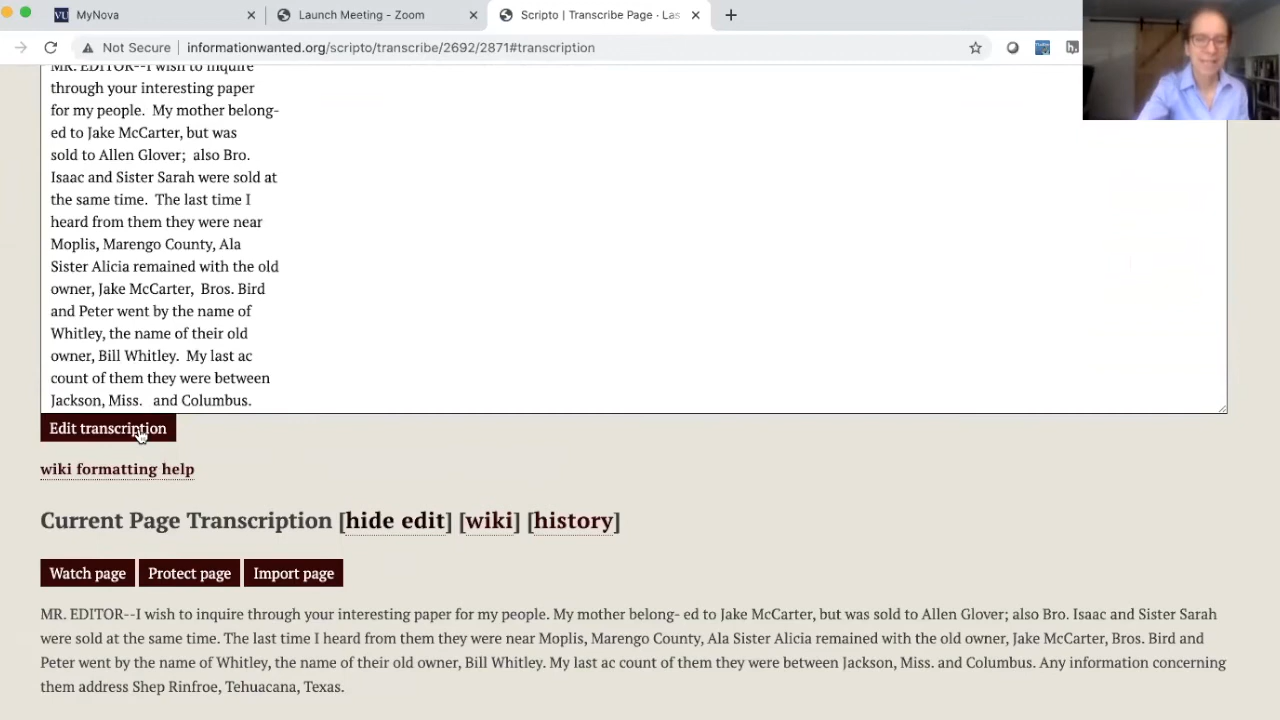 MyNova
Launch Meeting - Zoom
Scripto | Transcribe Page · Las
Not Secure
informationwanted.org/scripto/transcribe/2692/2871#transcription
MR. EDITOR--I wish to inquire
through your interesting paper
for my people.  My mother belong-
ed to Jake McCarter, but was
sold to Allen Glover;  also Bro.
Isaac and Sister Sarah were sold at
the same time.  The last time I
heard from them they were near
Moplis, Marengo County, Ala
Sister Alicia remained with the old
owner, Jake McCarter,  Bros. Bird
and Peter went by the name of
Whitley, the name of their old
owner, Bill Whitley.  My last ac
count of them they were between
Jackson, Miss.   and Columbus.
Edit transcription
wiki formatting help
Current Page Transcription [hide edit] [wiki] [history]
Watch page Protect page Import page
MR. EDITOR--I wish to inquire through your interesting paper for my people. My mother belong- ed to Jake McCarter, but was sold to Allen Glover; also Bro. Isaac and Sister Sarah
were sold at the same time. The last time I heard from them they were near Moplis, Marengo County, Ala Sister Alicia remained with the old owner, Jake McCarter, Bros. Bird and
Peter went by the name of Whitley, the name of their old owner, Bill Whitley. My last ac count of them they were between Jackson, Miss. and Columbus. Any information concerning
them address Shep Rinfroe, Tehuacana, Texas.